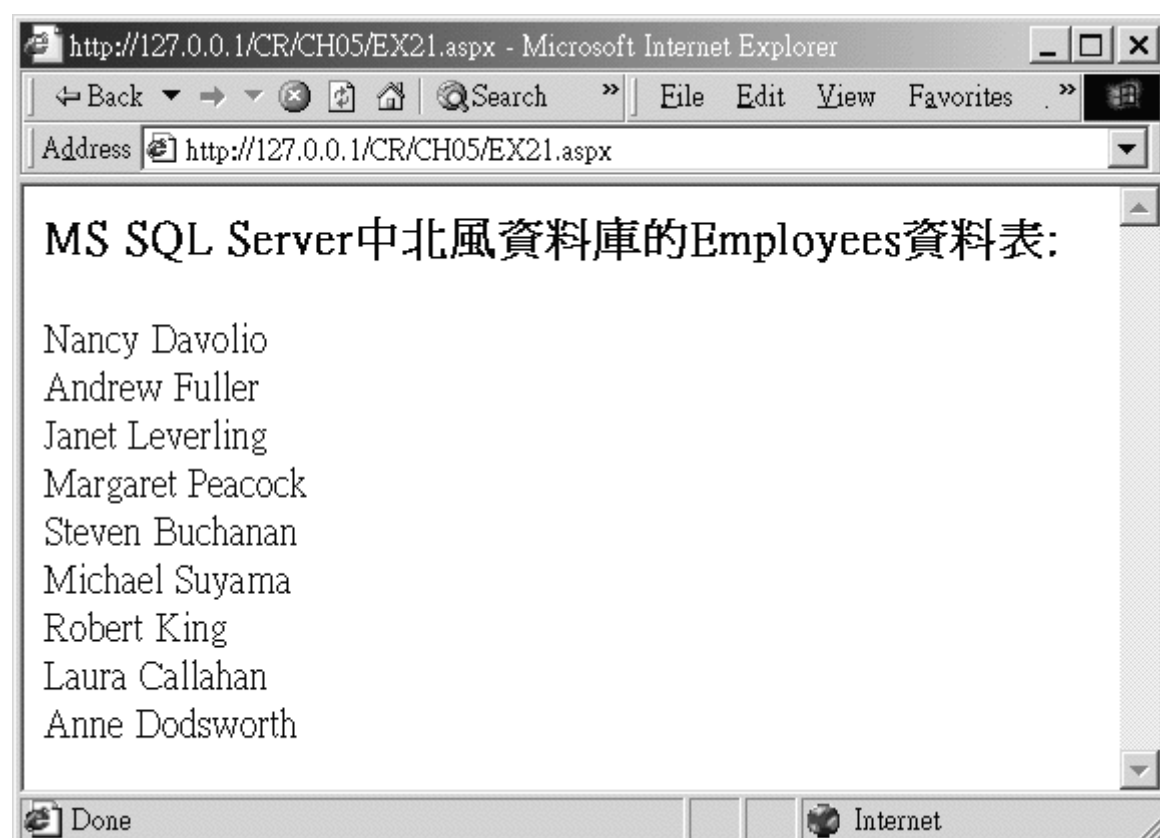 http://127.0.0.1/CR/CH05/EX21.aspx - Microsoft Internet Explorer
Back Search » File Edit View Favorites . »
Address http://127.0.0.1/CR/CH05/EX21.aspx
MS SQL Server中北風資料庫的Employees資料表:
Nancy Davolio
Andrew Fuller
Janet Leverling
Margaret Peacock
Steven Buchanan
Michael Suyama
Robert King
Laura Callahan
Anne Dodsworth
Done Internet